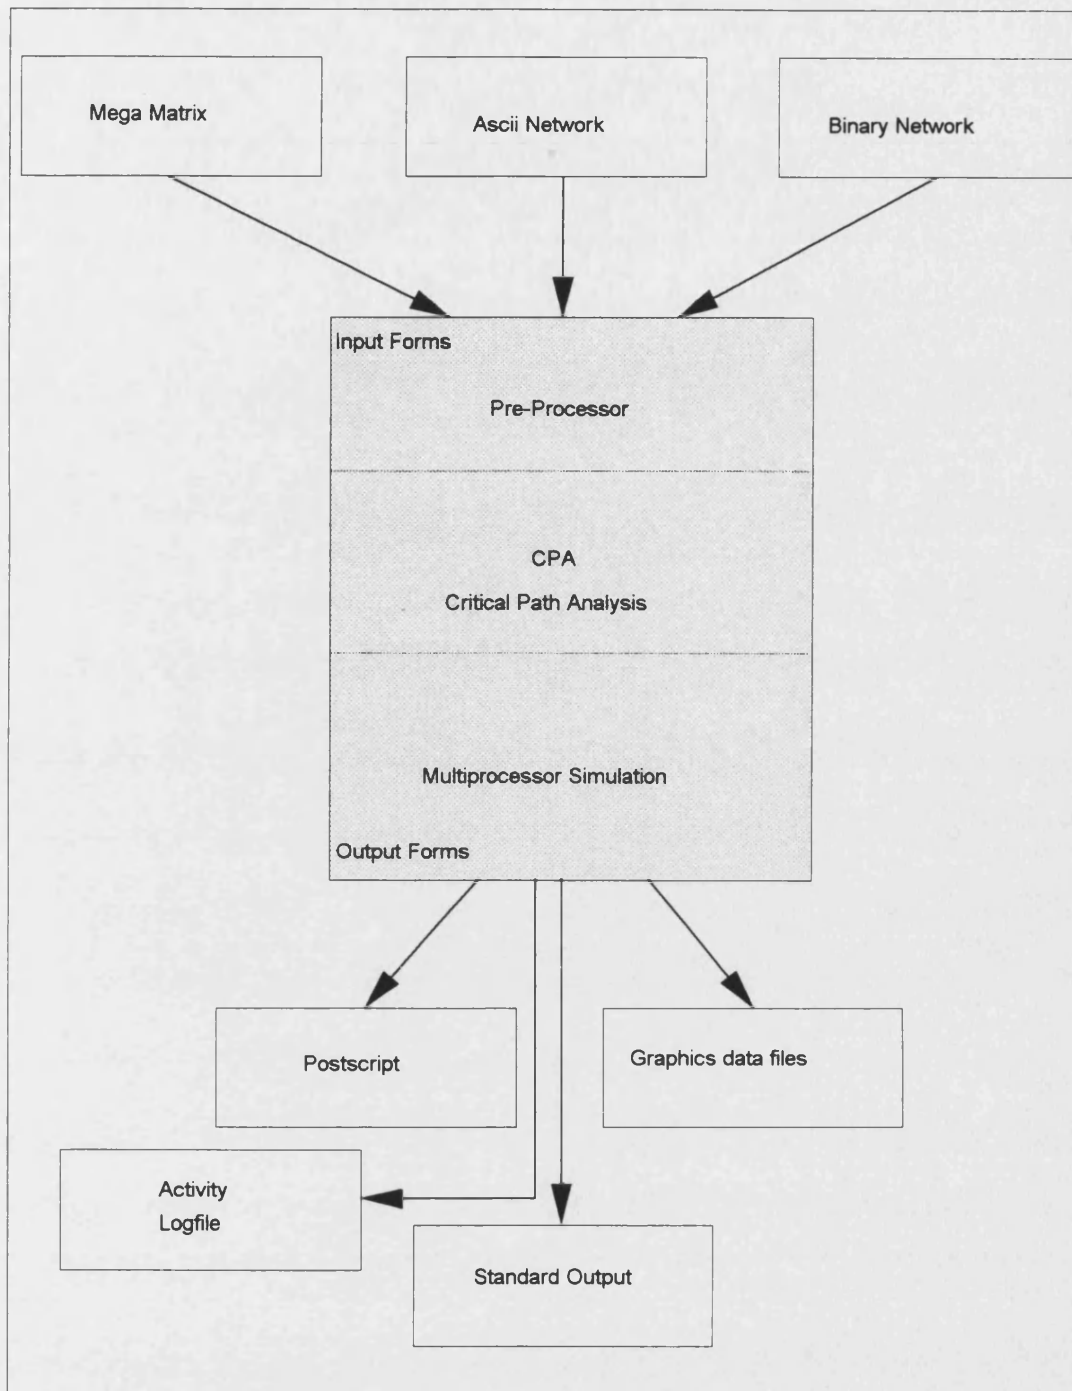 Mega Matrix
Ascii Network
Binary Network
Input Forms
Pre-Processor
CPA
Critical Path Analysis
Multiprocessor Simulation
Output Forms
Postscript
Graphics data files
Activity
Logfile
Standard Output